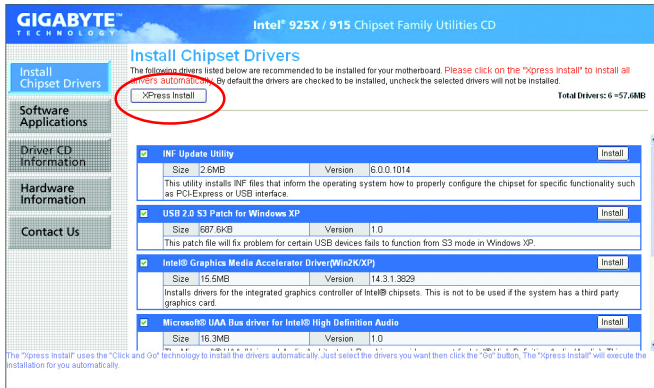 GIGABYTE™
TECHNOLOGY
Intel® 925X / 915 Chipset Family Utilities CD
Install
Chipset Drivers
Software
Applications
Driver CD
Information
Hardware
Information
Contact Us
Install Chipset Drivers
The following drivers listed below are recommended to be installed for your motherboard. Please click on the "Xpress Install" to install all
drivers automatically. By default the drivers are checked to be installed, uncheck the selected drivers will not be installed.
XPress Install
Total Drivers: 6 =57.6MB
INF Update Utility Install
Size 2.6MB Version 6.0.0.1014
This utility installs INF files that inform the operating system how to properly configure the chipset for specific functionality such
as PCI-Express or USB interface.
USB 2.0 S3 Patch for Windows XP Install
Size 687.6KB Version 1.0
This patch file will fix problem for certain USB devices fails to function from S3 mode in Windows XP.
Intel® Graphics Media Accelerator Driver(Win2K/XP) Install
Size 15.5MB Version 14.3.1.3829
Installs drivers for the integrated graphics controller of Intel® chipsets. This is not to be used if the system has a third party
graphics card.
Microsoft® UAA Bus driver for Intel® High Definition Audio Install
Size 16.3MB Version 1.0
The "Xpress Install" uses the "Click and Go" technology to install the drivers automatically. Just select the drivers you want then click the "Go" button, The "Xpress Install" will execute the
installation for you automatically.